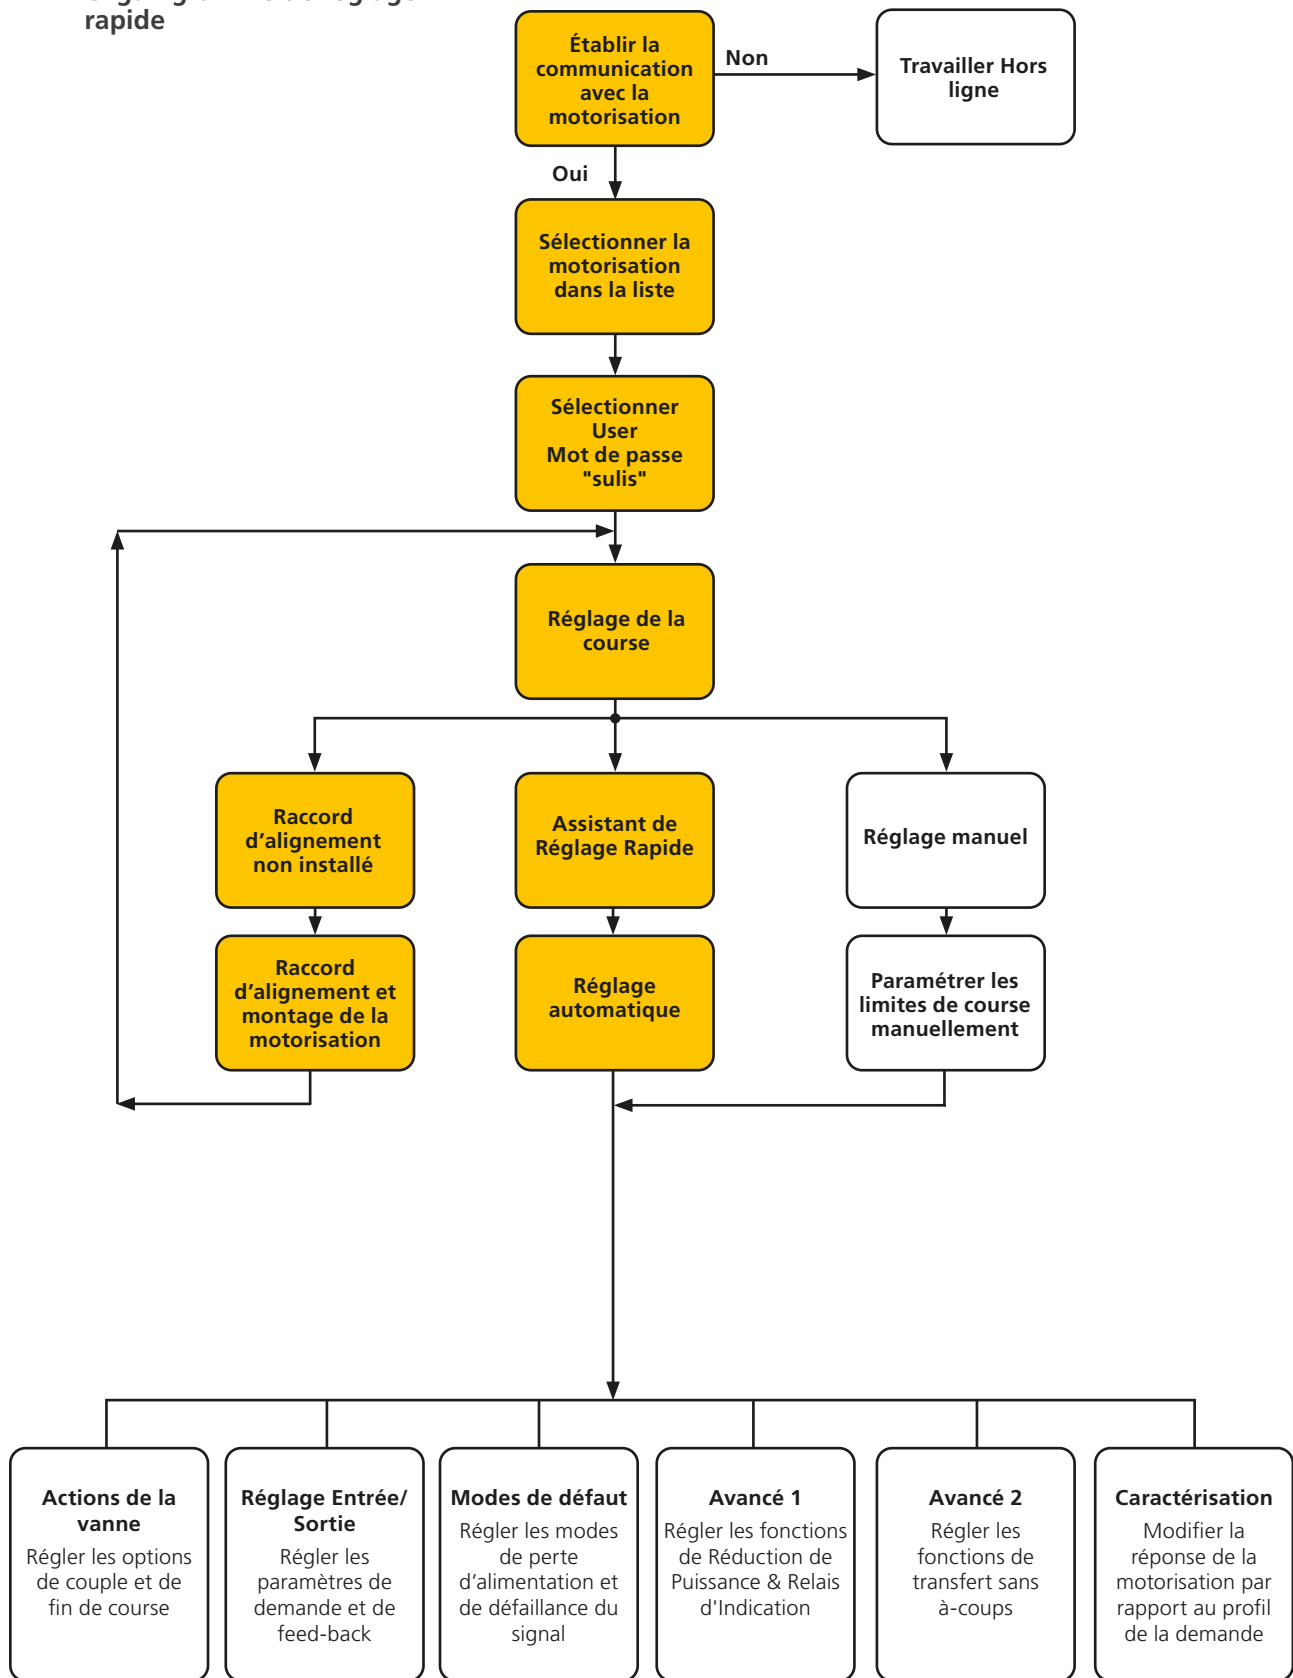 rapide
Établir la
communication
avec la
motorisation
Non
Travailler Hors
ligne
Oui
Sélectionner la
motorisation
dans la liste
Sélectionner
User
Mot de passe
"sulis"
Réglage de la
course
Raccord
d’alignement
non installé
Assistant de
Réglage Rapide
Réglage manuel
Raccord
d’alignement et
montage de la
motorisation
Réglage
automatique
Paramétrer les
limites de course
manuellement
Actions de la
vanne
Régler les options
de couple et de
fin de course
Réglage Entrée/
Sortie
Régler les
paramètres de
demande et de
feed-back
Modes de défaut
Régler les modes
de perte
d’alimentation et
de défaillance du
signal
Avancé 1
Régler les fonctions
de Réduction de
Puissance & Relais
d'Indication
Avancé 2
Régler les
fonctions de
transfert sans
à-coups
Caractérisation
Modifier la
réponse de la
motorisation par
rapport au profil
de la demande